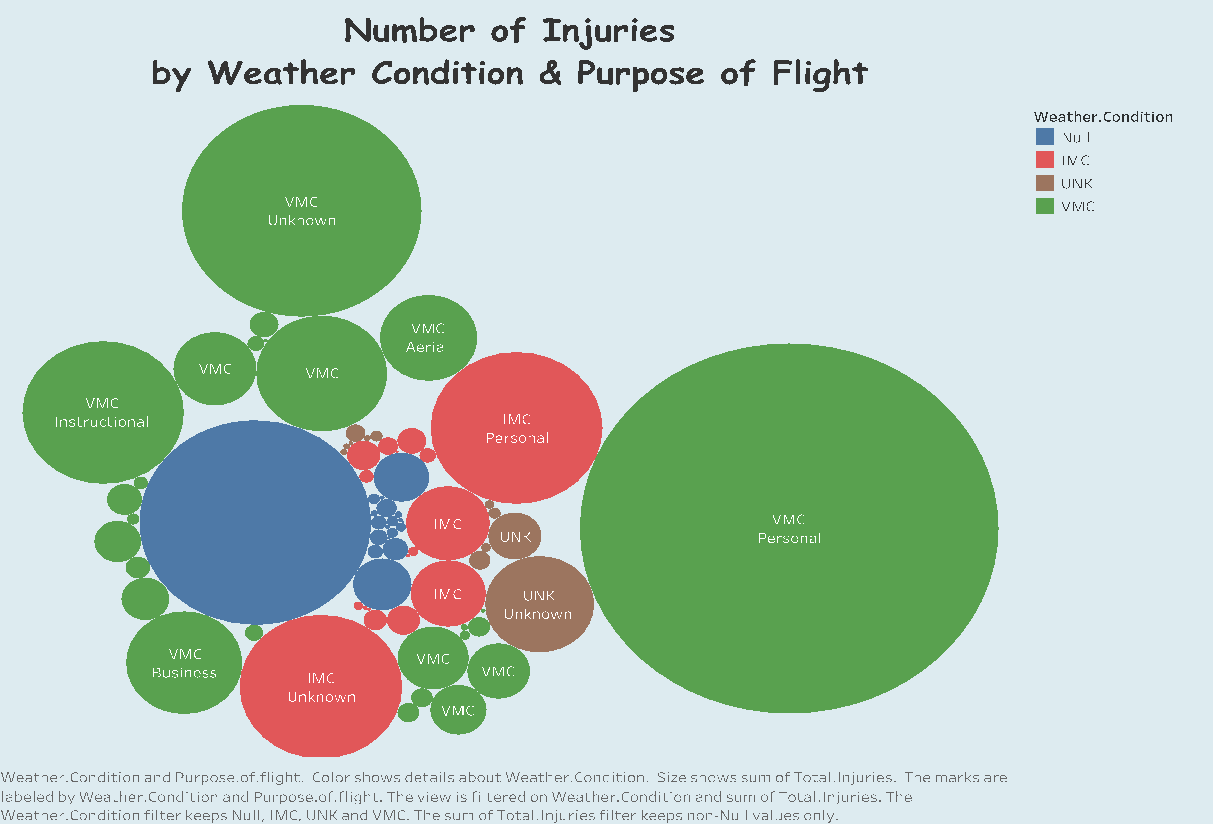 Number of Injuries
by Weather Condition & Purpose of Flight
Weather.Condition
Null
IMC
UNK
VMC
VMC
Unknown
VMC
Aeria
VMC
VMC
VMC
Instructional
IMC
Personal
VMC
Personal
IMC
UNK
IMC
UNK
Unknown
VMC
Business
IMC
Unknown
VMC
VMC
VMC
Weather.Condition and Purpose.of.flight.  Color shows details about Weather.Condition.  Size shows sum of Total.Injuries.  The marks are
labeled by Weather.Condition and Purpose.of.flight. The view is filtered on Weather.Condition and sum of Total.Injuries. The
Weather.Condition filter keeps Null, IMC, UNK and VMC. The sum of Total.Injuries filter keeps non-Null values only.